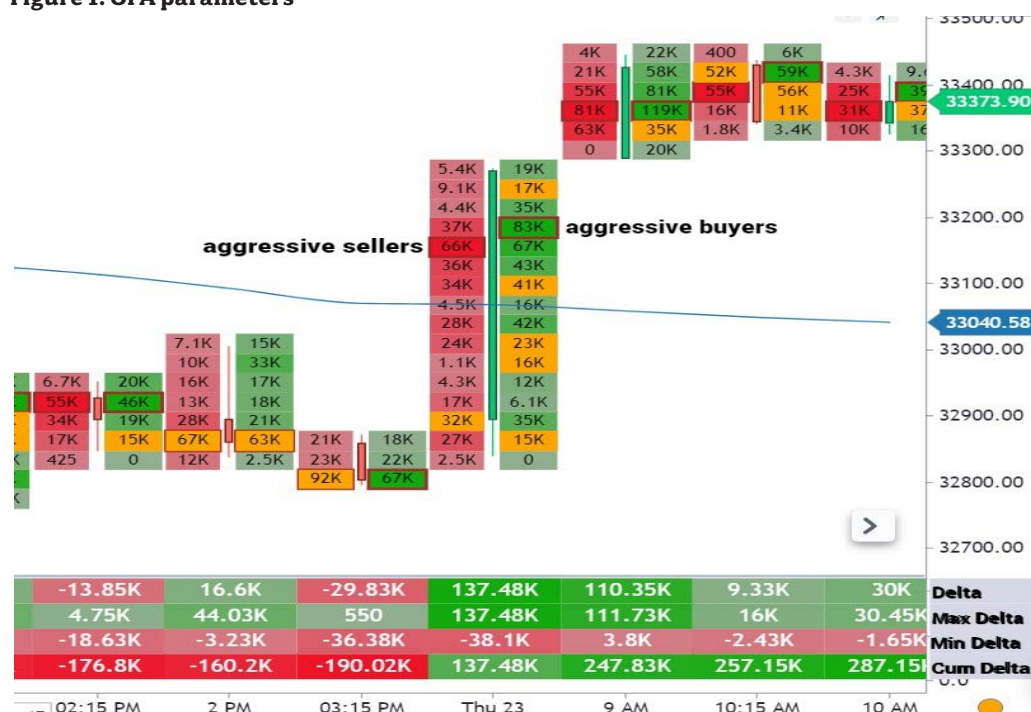 Figure 1. OFA parameters
33500.00
4K 22K 400 6K
21K 58K 52K 59K 4.3K
55K 81K 55K 56K 25K 33400.00
81K 119K 16K 11K 31K 37 33373.90
63K 35K 1.8K 3.4K 10K 16
0 20K 33300.00
5.4K 19K
9.1K 17K
4.4K 35K 33200.00
37K 83K aggressive buyers
aggressive sellers 66K 67K
36K 43K
34K 41K 33100.00
4.5K 16K
28K 42K 33040.58
7.1K 15K 24K 23K 33000.00
10K 33K 1.1K 16K
6.7K 20K 16K 17K 4.3K 12K
55K 46K 13K 18K 17K 6.1K
34K 19K 28K 21K 32K 35K 32900.00
17K 15K 67K 63K 21K 18K 27K 15K
K 425 0 12K 2.5K 23K 22K 2.5K 0
92K 67K 32800.00
K
>
32700.00
-13.85K 16.6K -29.83K 137.48K 110.35K 9.33K 30K Delta
4.75K 44.03K 550 137.48K 111.73K 16K 30.45K Max Delta
-18.63K -3.23K -36.38K -38.1K 3.8K -2.43K -1.65K Min Delta
-176.8K -160.2K -190.02K 137.48K 247.83K 257.15K 287.15 Cum Delta
0.0
02:15 PM 2 PM 03:15 PM Thu 23 9 AM 10:15 AM 10 AM